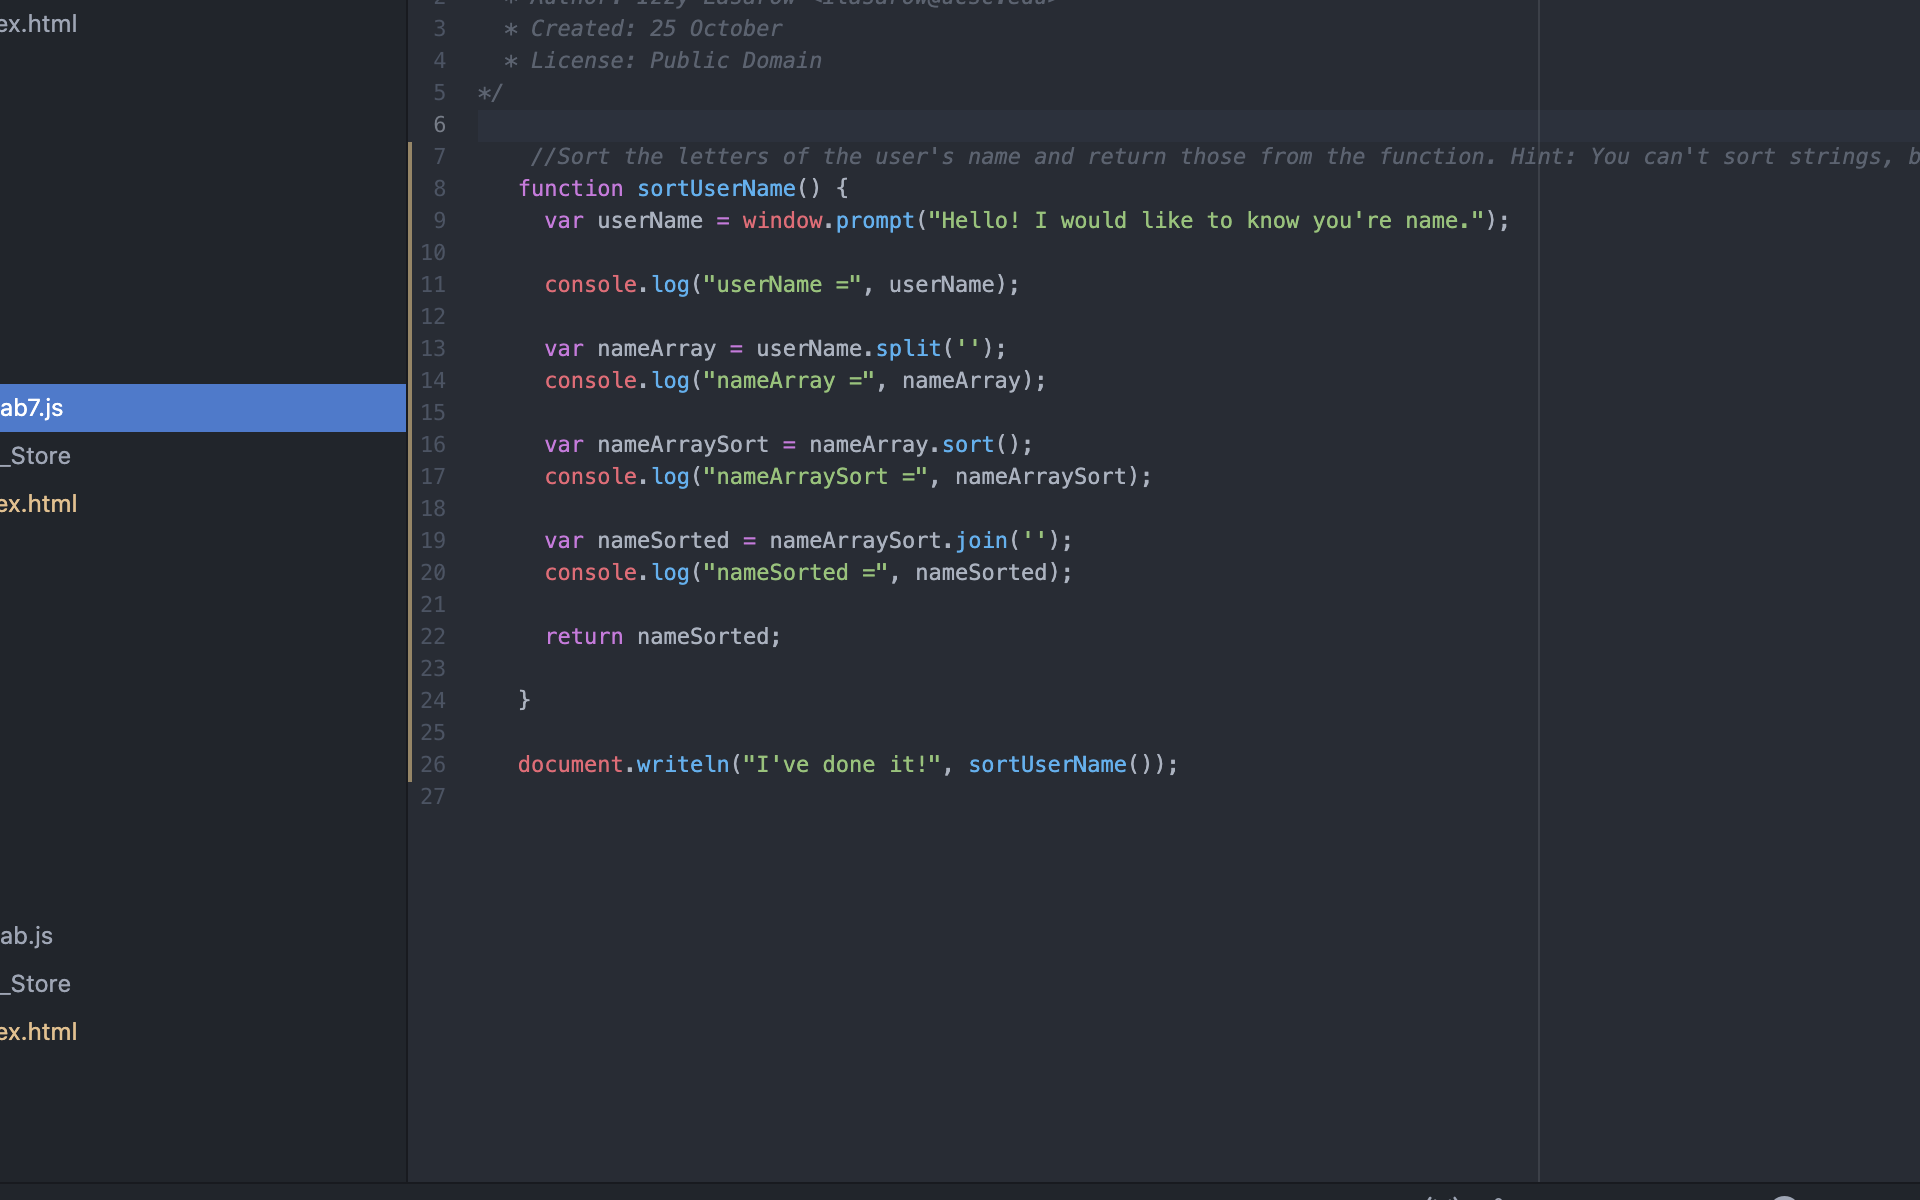 ex.html
ab7.js
_Store
ex.html
ab.js
_Store
ex.html
2 * Author: Izzy
3 * Created: 25 October
4 * License: Public Domain
5 */
6
7 //Sort the letters of the user's name and return those from the function. Hint: You can't sort strings, b
8 function sortUserName() {
9 var userName = window.prompt("Hello! I would like to know you're name.");
10
11 console.log("userName =", userName);
12
13 var nameArray = userName.split('');
14 console.log("nameArray =", nameArray);
15
16 var nameArraySort = nameArray.sort();
17 console.log("nameArraySort =", nameArraySort);
18
19 var nameSorted = nameArraySort.join('');
20 console.log("nameSorted =", nameSorted);
21
22 return nameSorted;
23
24 }
25
26 document.writeln("I've done it!", sortUserName());
27